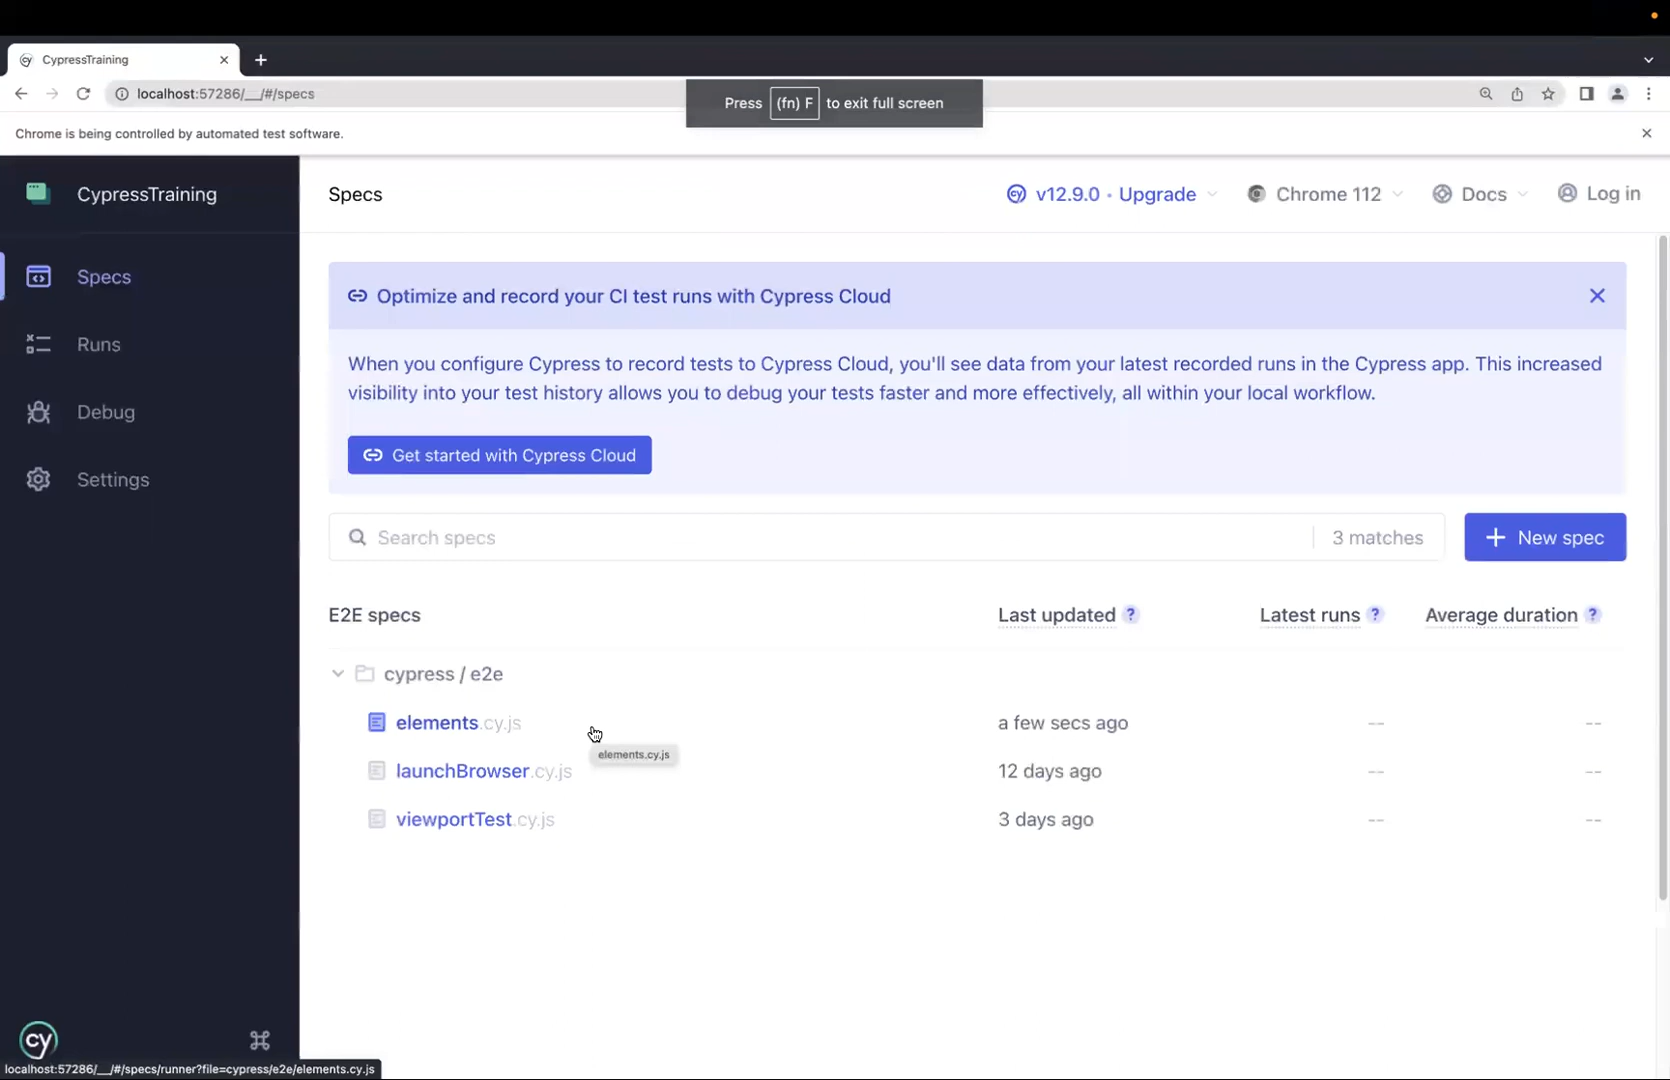 CypressTraining
localhost:57286/__/#/specs
Press (fn) F to exit full screen
Chrome is being controlled by automated test software.
CypressTraining
Specs
v12.9.0 • Upgrade
Chrome 112
Docs
Log in
Specs
Runs
Debug
Settings
Optimize and record your CI test runs with Cypress Cloud
When you configure Cypress to record tests to Cypress Cloud, you'll see data from your latest recorded runs in the Cypress app. This increased
visibility into your test history allows you to debug your tests faster and more effectively, all within your local workflow.
Get started with Cypress Cloud
Search specs
3 matches
+ New spec
E2E specs
Last updated ?
Latest runs ?
Average duration ?
cypress / e2e
elements.cy.js
a few secs ago
--
--
elements.cy.js
launchBrowser.cy.js
12 days ago
--
--
viewportTest.cy.js
3 days ago
--
--
cy
localhost:57286/__/#/specs/runner?file=cypress/e2e/elements.cy.js